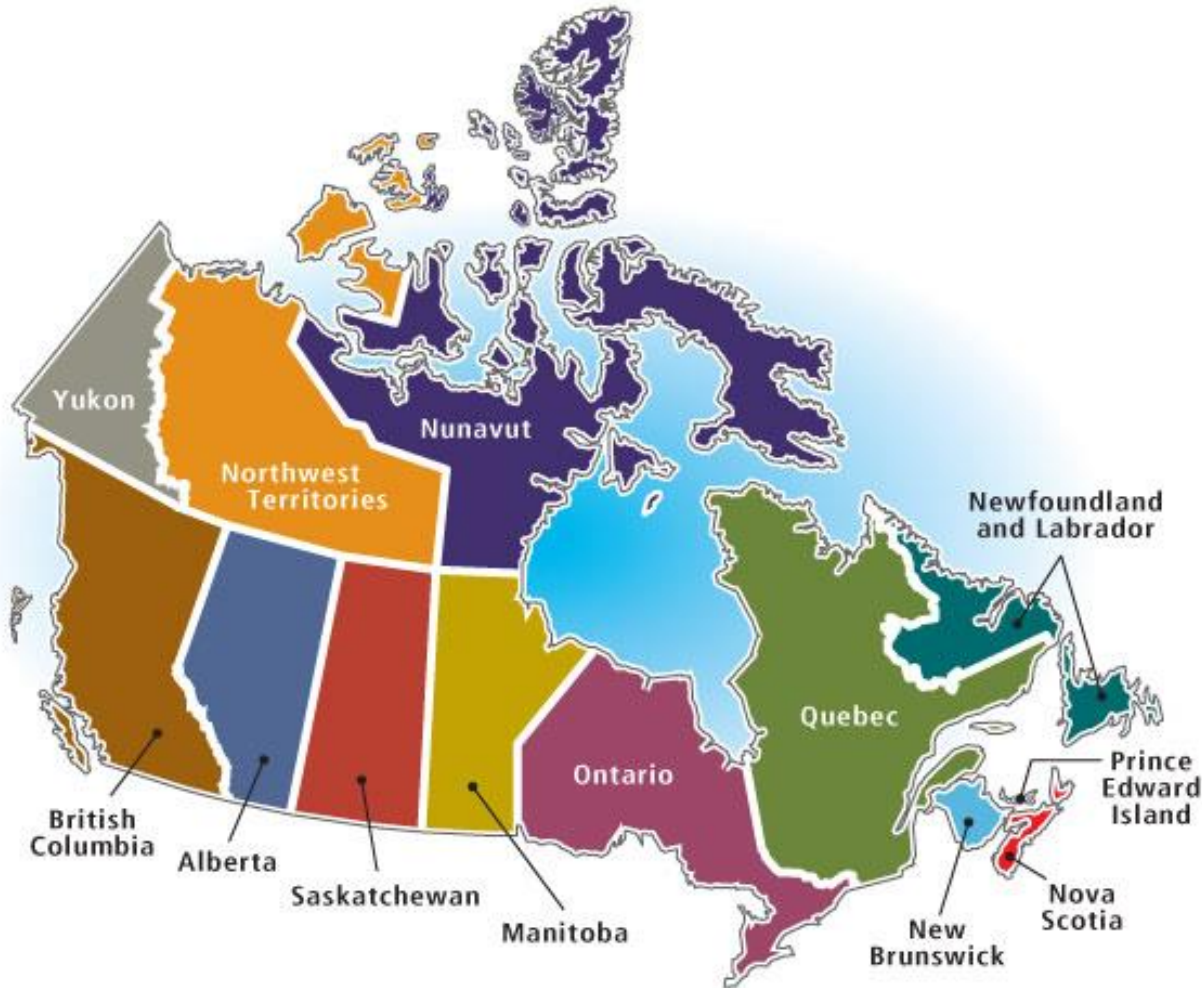 Yukon
Northwest
Territories
Nunavut
Newfoundland
and Labrador
Quebec
Ontario
Prince
Edward
Island
British
Columbia
Alberta
Saskatchewan
Manitoba
New
Brunswick
Nova
Scotia